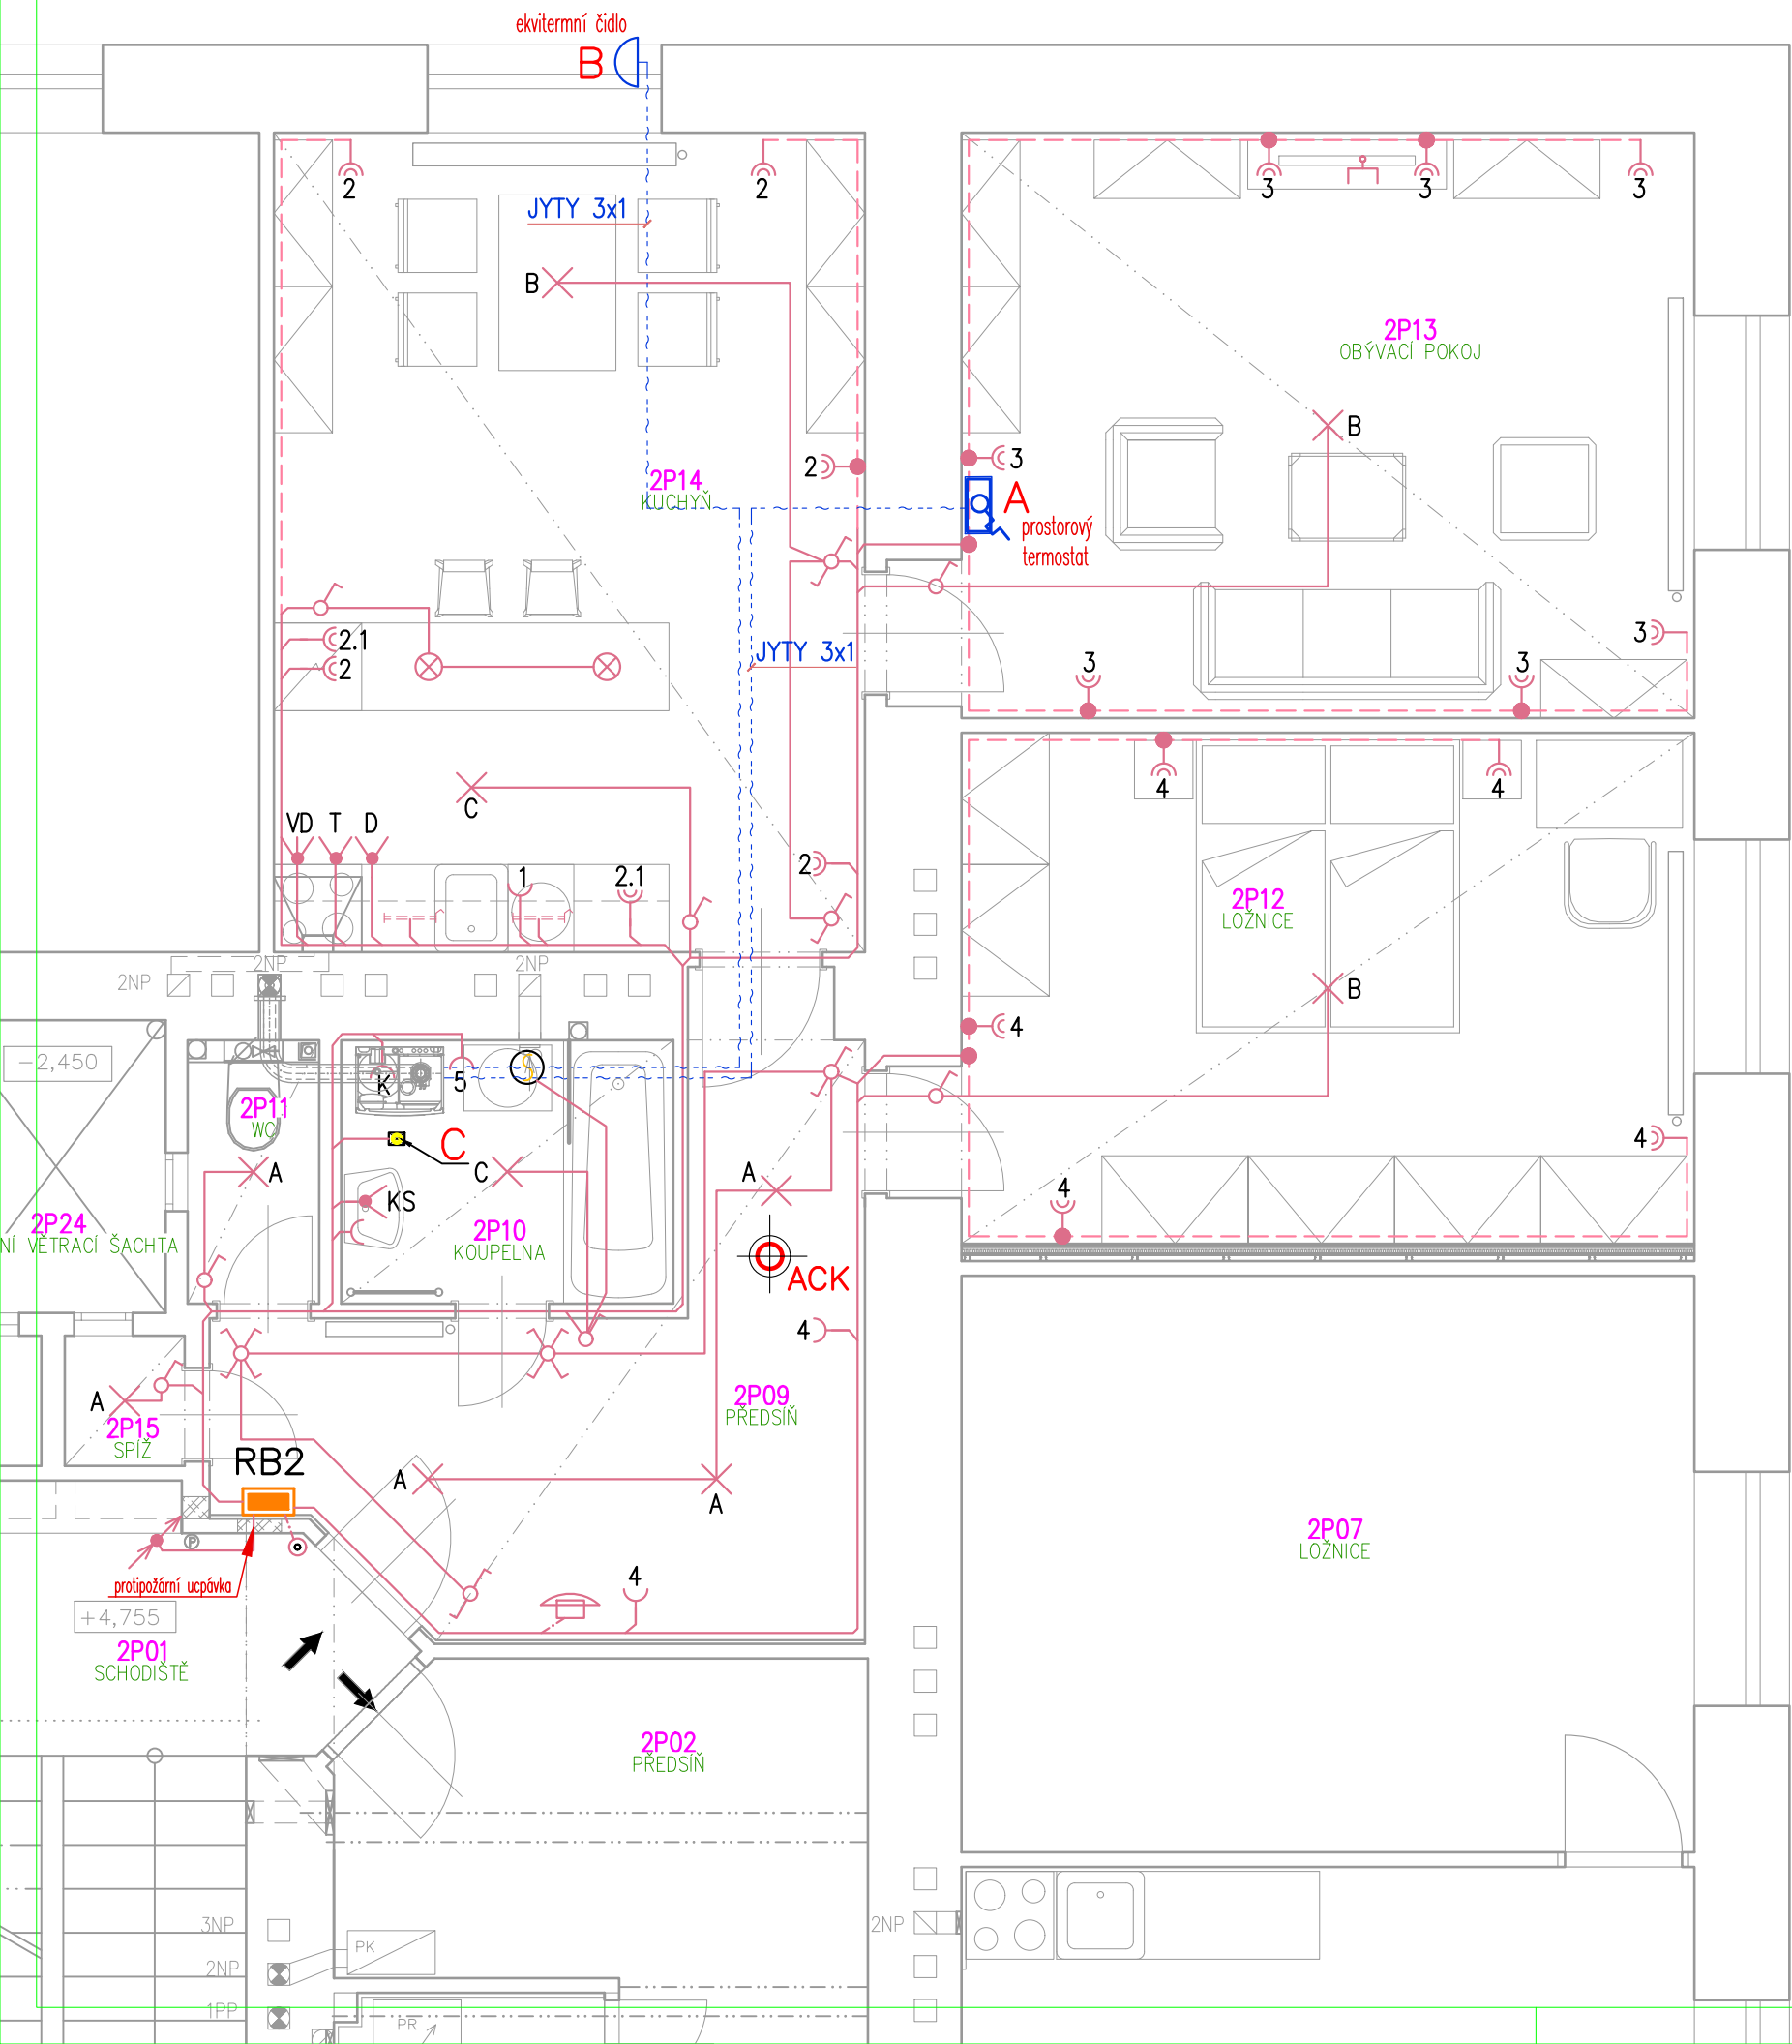 ekvitermní čidlo
B
2
2
3
3
3
JYTY 3x1
B
2P13
OBÝVACÍ POKOJ
B
2
3
2P14
KUCHYŇ
A
prostorový
termostat
2.1
2
JYTY 3x1
3
3
3
C
VD T D
4
4
1
2.1
2
2P12
LOŽNICE
2NP
2NP
2NP
B
4
-2,450
K
5
2P11
WC
C
C
A
A
KS
4
4
2P24
NÍ VĚTRACÍ ŠACHTA
2P10
KOUPELNA
ACK
4
A
2P15
SPÍŽ
2P09
PŘEDSÍŇ
RB2
A
A
P
2P07
LOŽNICE
protipožární ucpávka
4
+4,755
2P01
SCHODIŠTĚ
2P02
PŘEDSÍŇ
3NP
2NP
PK
2NP
1PP
PR